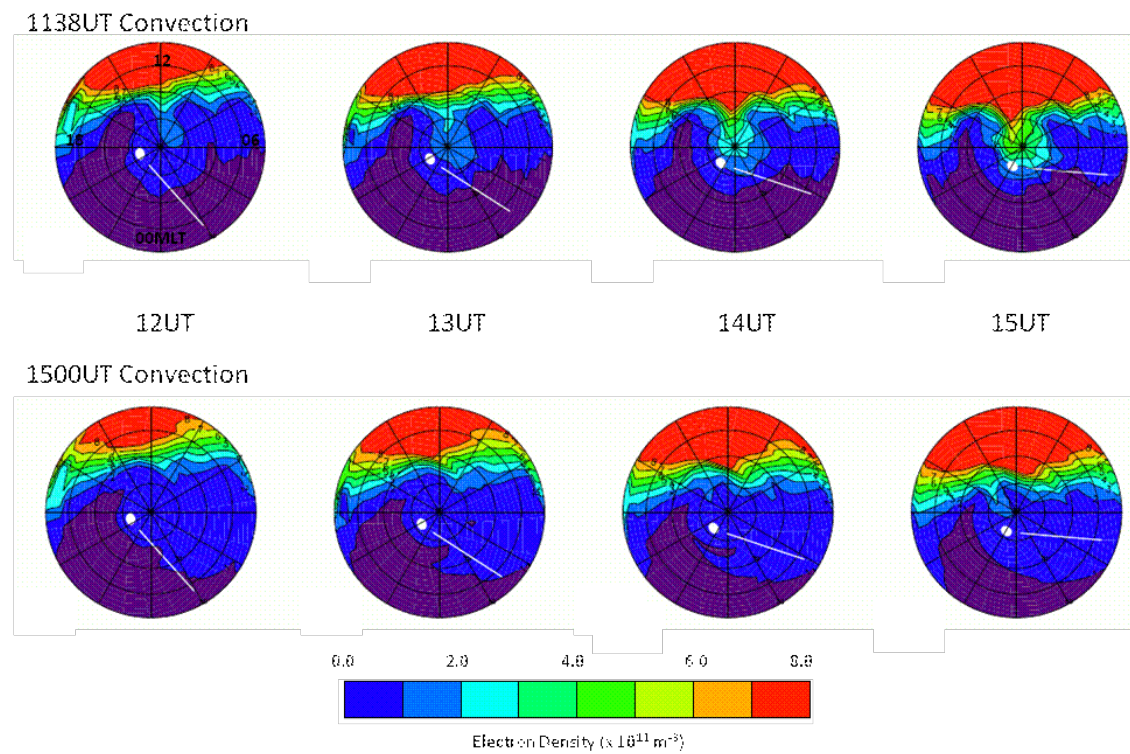 1138UT Convection
12
18
06
00MLT
12UT
13UT
14UT
15UT
1500UT Convection
0.0 2.0 4.0 6.0 8.0
Electron Density (x 10¹¹ m⁻³)